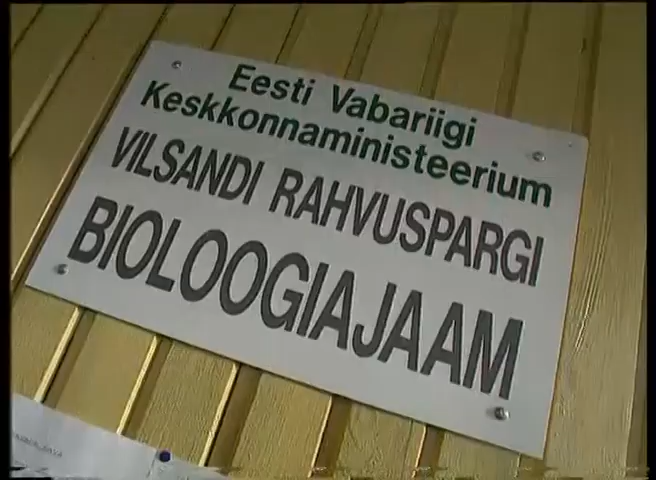 Eesti Vabariigi
Keskkonnaministeerium
VILSANDI RAHVUSPARGI
BIOLOOGIAJAAM